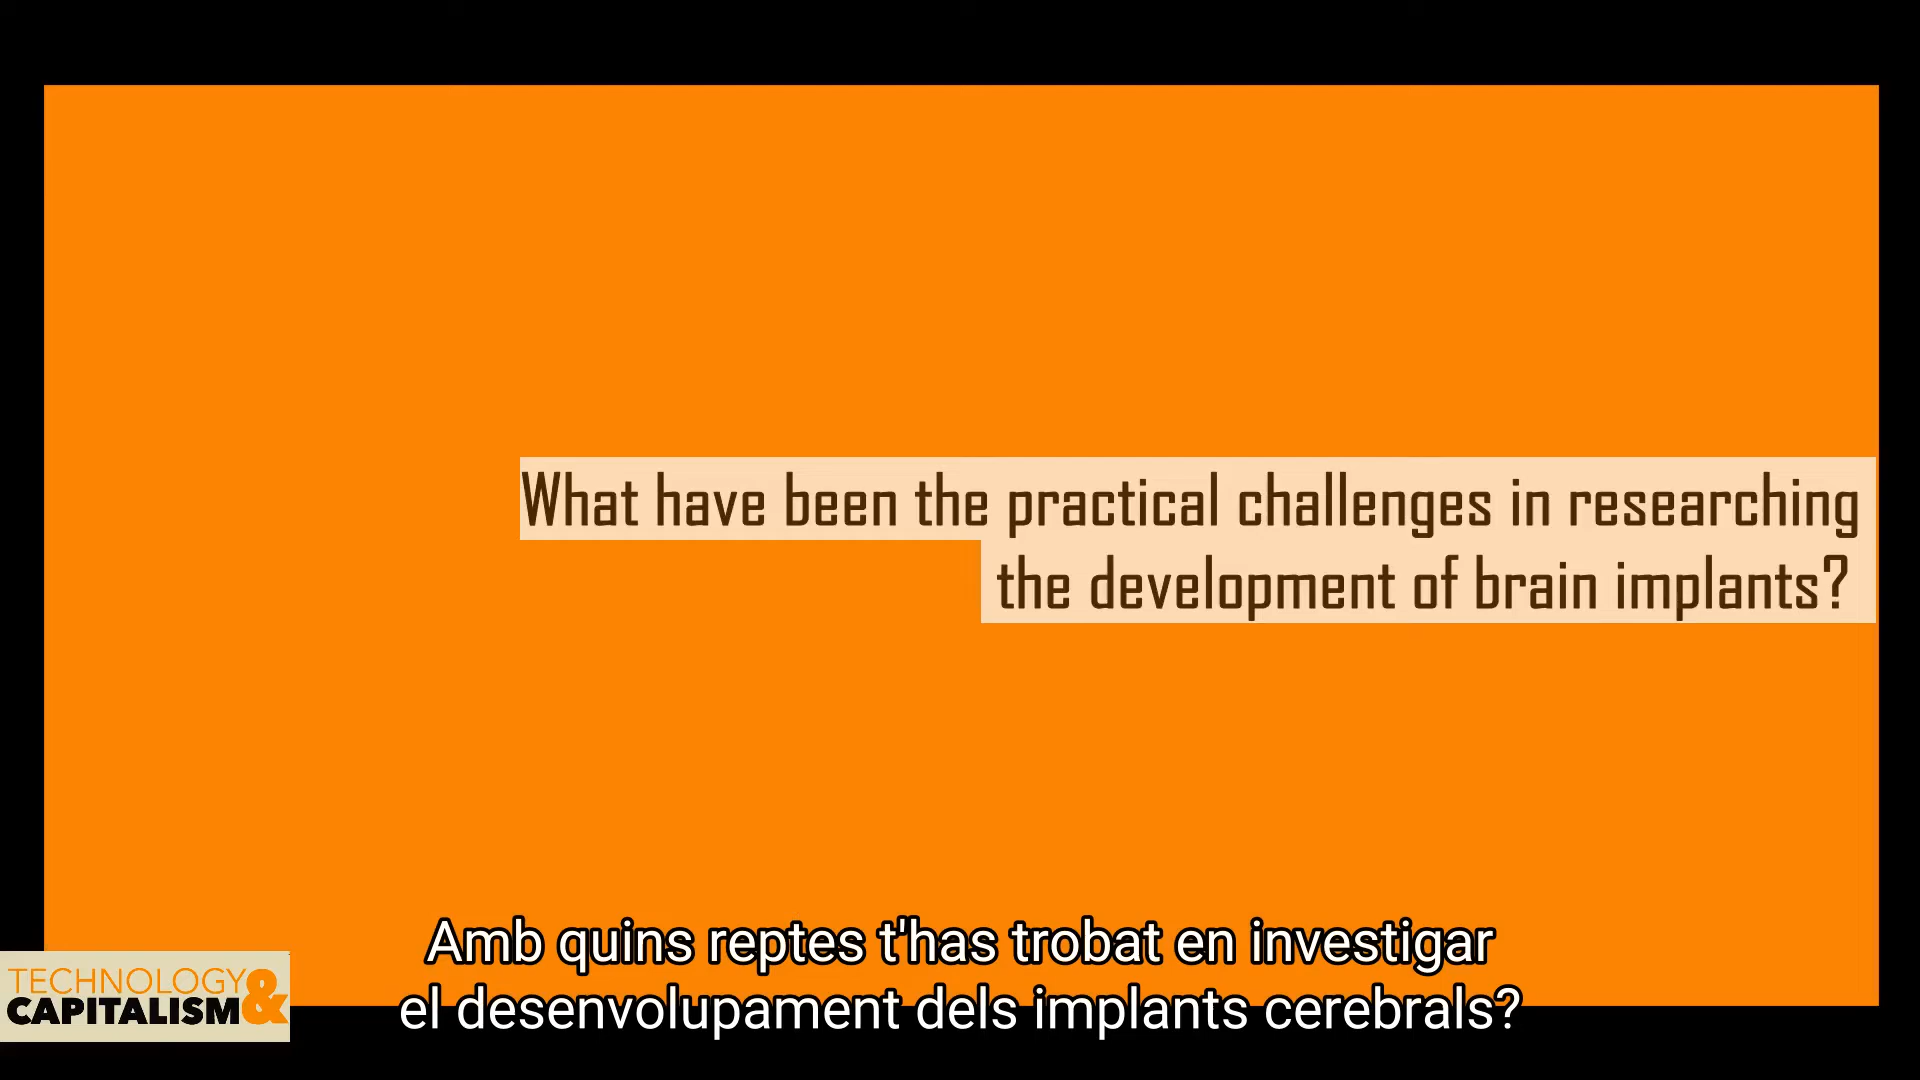 What have been the practical challenges in researching
the development of brain implants?
Amb quins reptes t'has trobat en investigar
el desenvolupament dels implants cerebrals?
TECHNOLOGY &
CAPITALISM